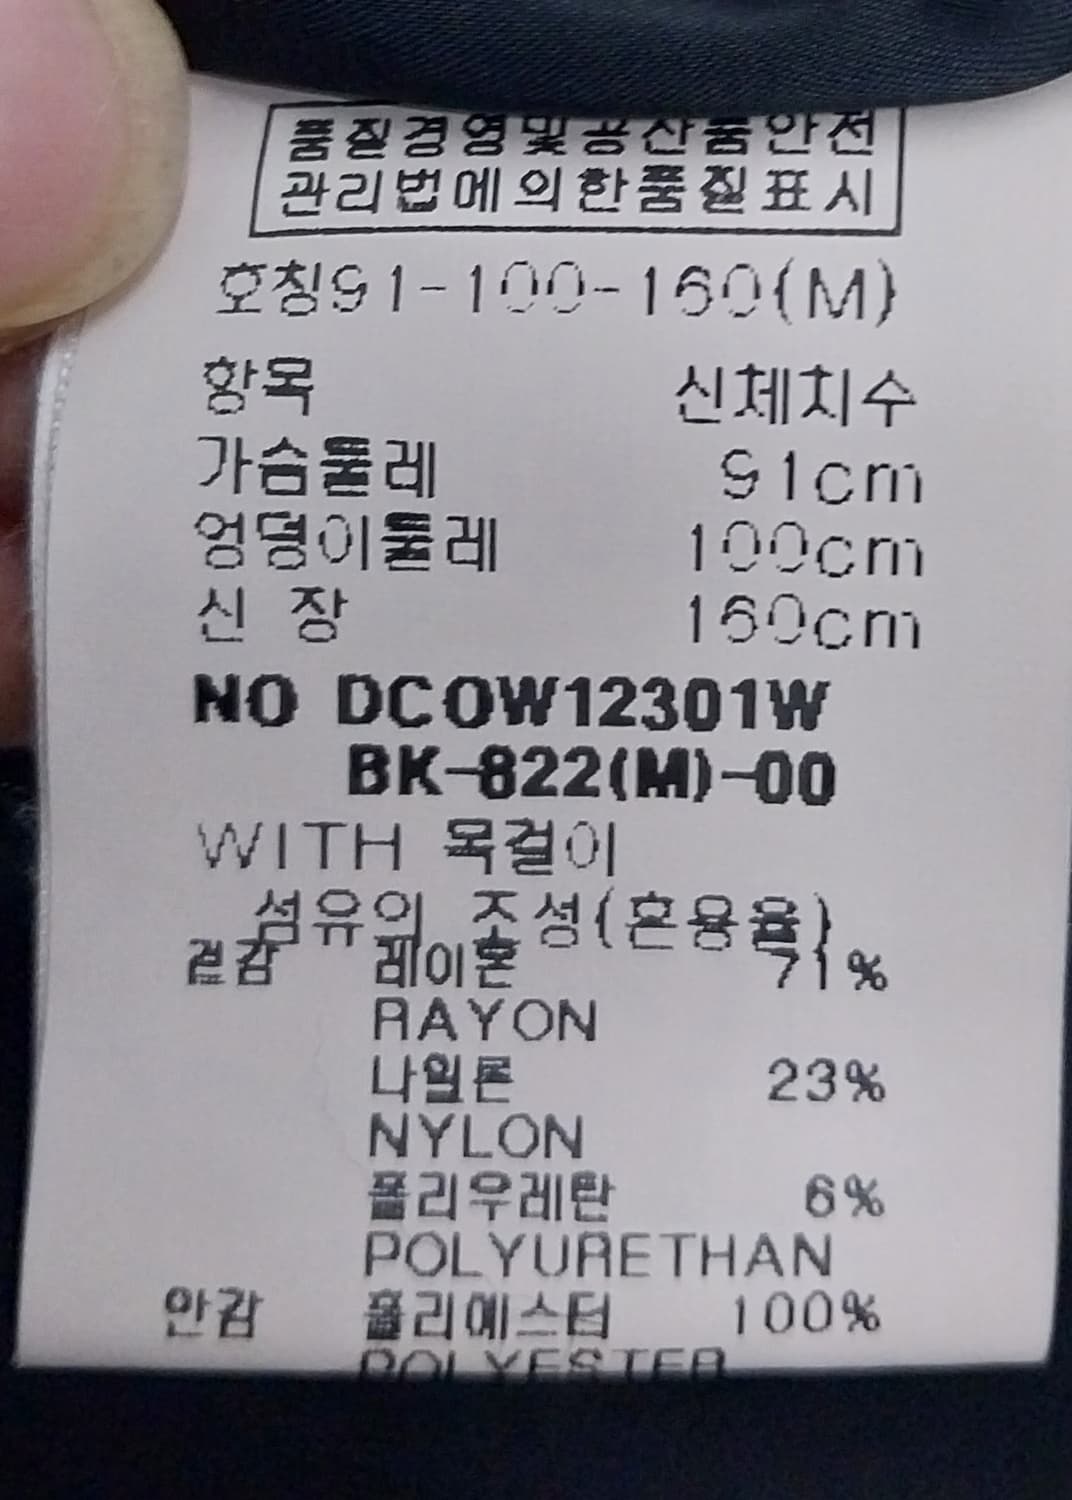 품질경영및공산품안전
관리법에의한품질표시
호칭91-100-160(M)
항목 신체치수
가슴둘레 91cm
엉덩이둘레 100cm
신 장 160cm
NO DCOW12301W
BK-822(M)-00
WITH 목걸이
섬유의 조성(혼용율)
겉감 레이온 71%
RAYON
나일론 23%
NYLON
폴리우레탄 6%
POLYURETHAN
안감 폴리에스터 100%
POLYESTER